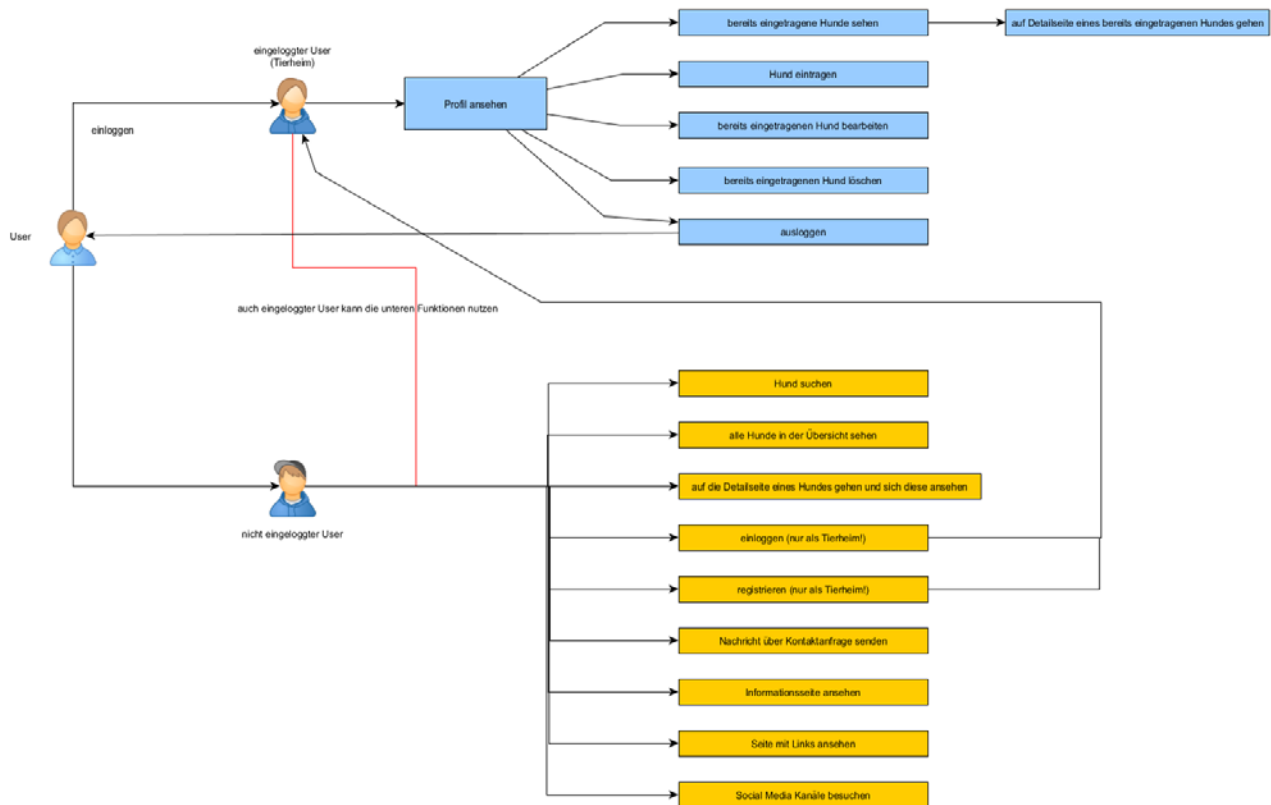 bereits eingetragene Hunde sehen
auf Detailseite eines bereits eingetragenen Hundes gehen
eingeloggter User
(Tierheim)
Hund eintragen
Profil ansehen
einloggen
bereits eingetragenen Hund bearbeiten
bereits eingetragenen Hund löschen
User
ausloggen
auch eingeloggter User kann die unteren Funktionen nutzen
Hund suchen
alle Hunde in der Übersicht sehen
auf die Detailseite eines Hundes gehen und sich diese ansehen
nicht eingeloggter User
einloggen (nur als Tierheim!)
registrieren (nur als Tierheim!)
Nachricht über Kontaktanfrage senden
Informationsseite ansehen
Seite mit Links ansehen
Social Media Kanäle besuchen